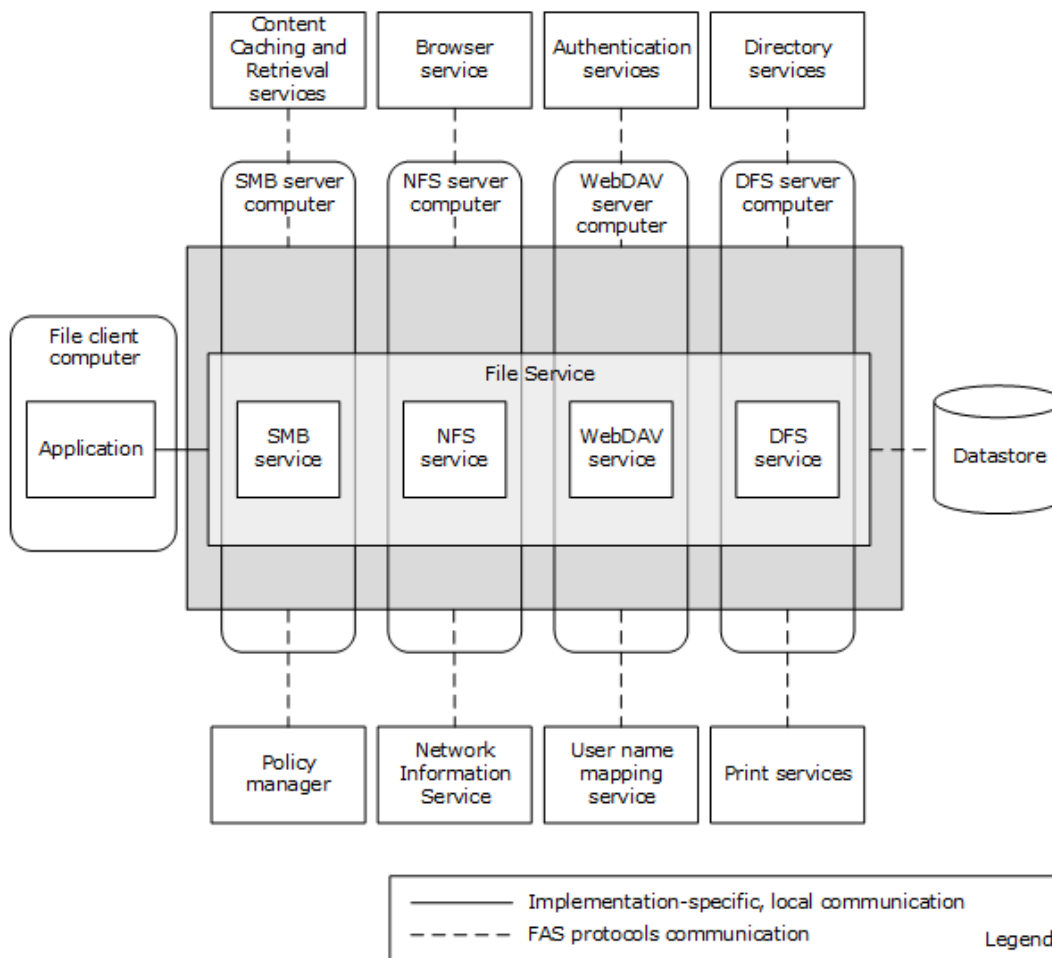 Content
Caching and
Retrieval
services
Browser
service
Authentication
services
Directory
services
SMB server
computer
NFS server
computer
WebDAV
server
computer
DFS server
computer
File client
computer
Application
File Service
SMB
service
NFS
service
WebDAV
service
DFS
service
Datastore
Policy
manager
Network
Information
Service
User name
mapping
service
Print services
Implementation-specific, local communication
FAS protocols communication
Legend